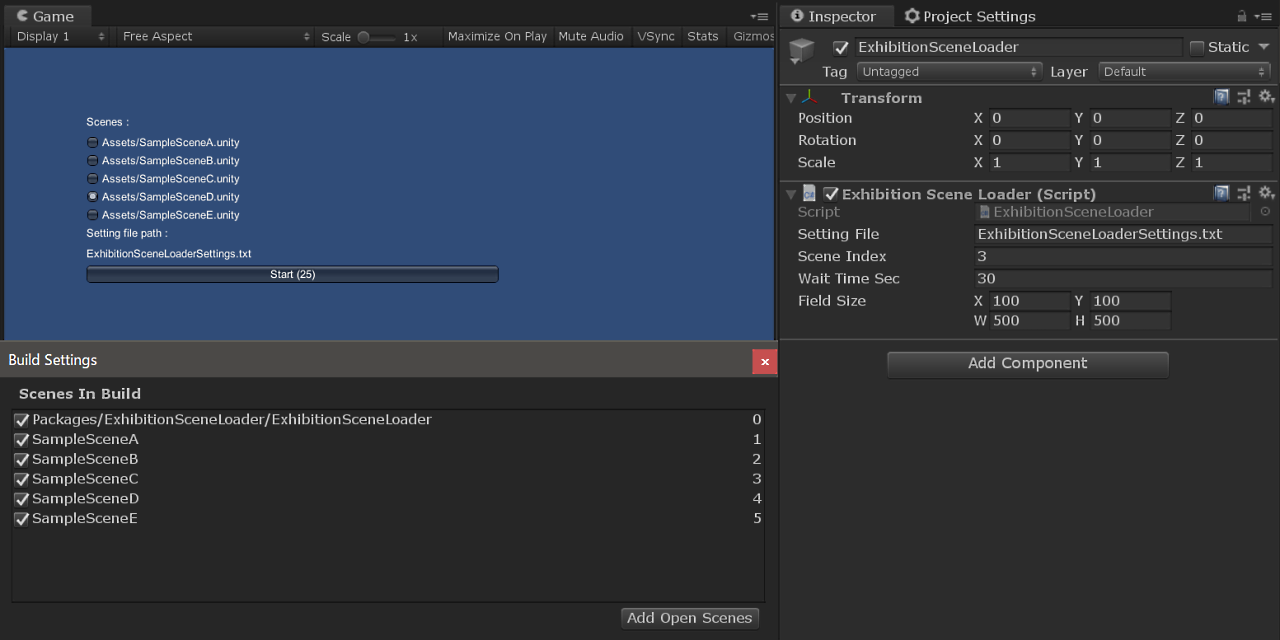 Game
Display 1 Free Aspect Scale 1x Maximize On Play Mute Audio VSync Stats Gizmos
Scenes :
Assets/SampleSceneA.unity
Assets/SampleSceneB.unity
Assets/SampleSceneC.unity
Assets/SampleSceneD.unity
Assets/SampleSceneE.unity
Setting file path :
ExhibitionSceneLoaderSettings.txt
Start (25)
Build Settings
Scenes In Build
Packages/ExhibitionSceneLoader/ExhibitionSceneLoader 0
SampleSceneA 1
SampleSceneB 2
SampleSceneC 3
SampleSceneD 4
SampleSceneE 5
Add Open Scenes
Inspector Project Settings
ExhibitionSceneLoader Static
Tag Untagged Layer Default
Transform
Position X 0 Y 0 Z 0
Rotation X 0 Y 0 Z 0
Scale X 1 Y 1 Z 1
Exhibition Scene Loader (Script)
Script ExhibitionSceneLoader
Setting File ExhibitionSceneLoaderSettings.txt
Scene Index 3
Wait Time Sec 30
Field Size X 100 Y 100
W 500 H 500
Add Component